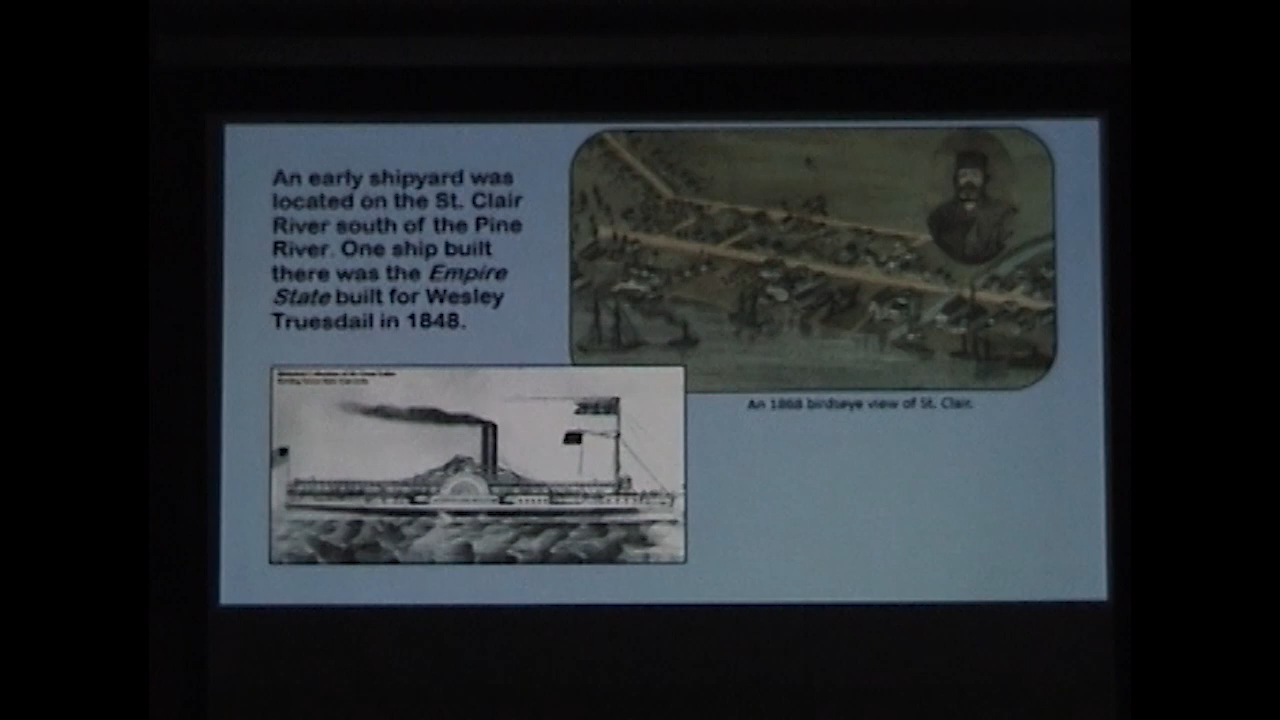 An early shipyard was
located on the St. Clair
River south of the Pine
River. One ship built
there was the Empire
State built for Wesley
Truesdail in 1848.
An 1868 birdseye view of St. Clair.